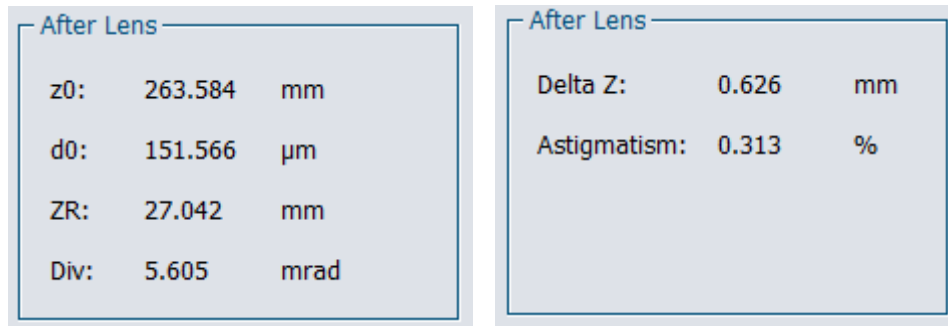 After Lens
z0: 263.584 mm
d0: 151.566 µm
ZR: 27.042 mm
Div: 5.605 mrad
After Lens
Delta Z: 0.626 mm
Astigmatism: 0.313 %